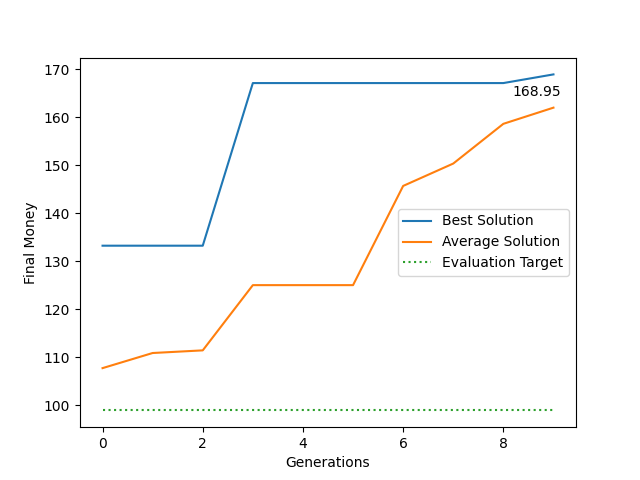 170
160
150
140
130
120
110
100
Final Money
168.95
Best Solution
Average Solution
Evaluation Target
0 2 4 6 8
Generations